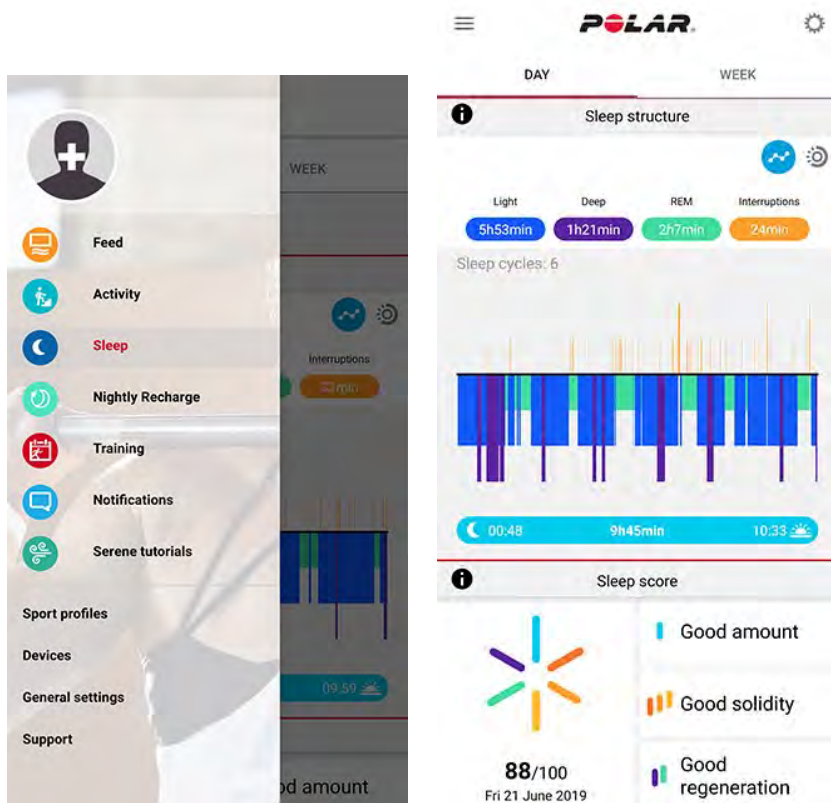 WEEK
Feed
Activity
Sleep
Nightly Recharge
Training
Notifications
Serene tutorials
Sport profiles
Devices
General settings
Support
Interruptions
09:59
od amount
POLAR
DAY
WEEK
Sleep structure
Light
Deep
REM
Interruptions
5h53min
1h21min
2h7min
24min
Sleep cycles: 6
00:48
9h45min
10:33
Sleep score
Good amount
Good solidity
Good
regeneration
88/100
Fri 21 June 2019